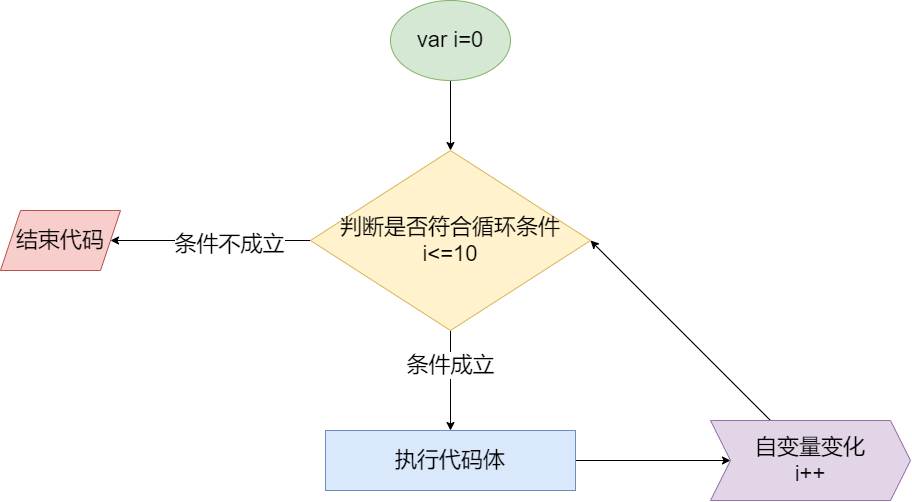 var i=0
判断是否符合循环条件
i<=10
条件不成立
结束代码
条件成立
执行代码体
自变量变化
i++